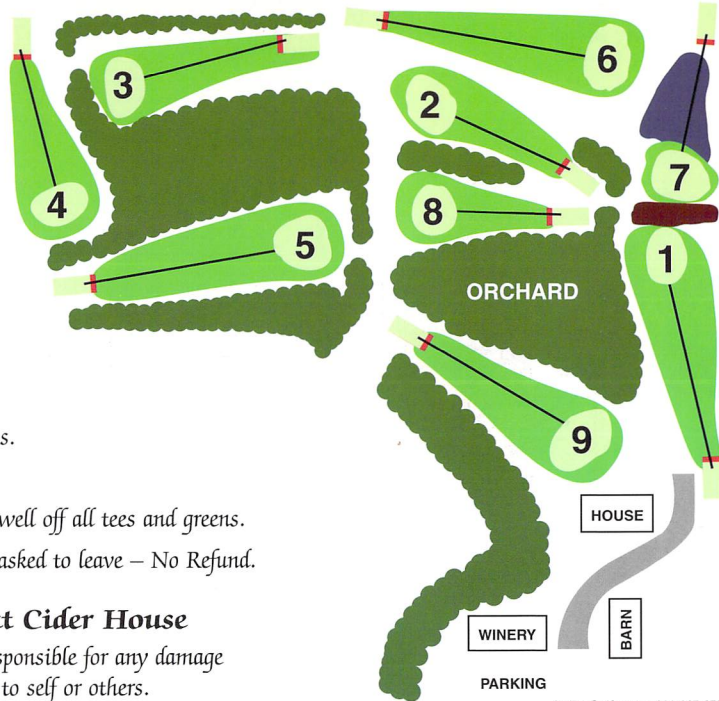 6
3
2
7
4
8
5
1
ORCHARD
9
s.
HOUSE
well off all tees and greens.
asked to leave – No Refund.
Cider House
WINERY
BARN
sponsible for any damage
to self or others.
PARKING